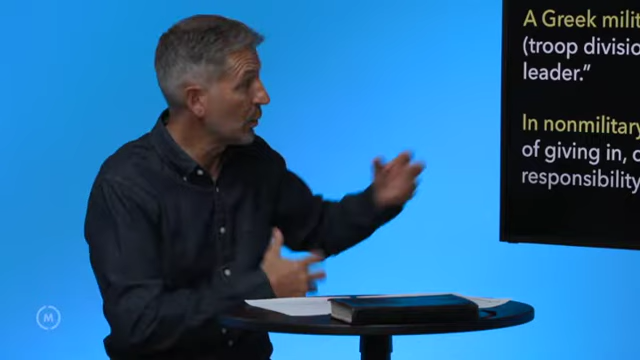 A Greek milit
(troop divisio
leader."
In nonmilitary
of giving in, c
responsibility
M